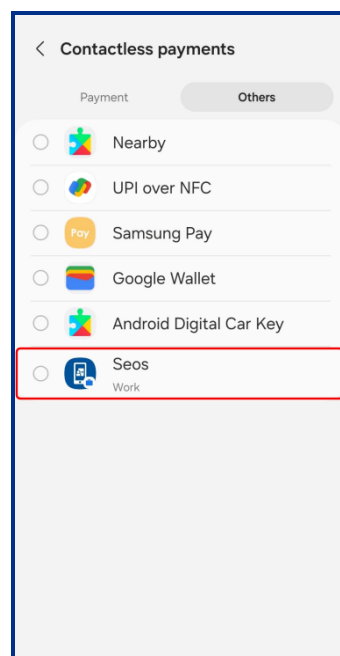 Contactless payments
Payment Others
Nearby
UPI over NFC
Pay Samsung Pay
Google Wallet
Android Digital Car Key
Seos
Work